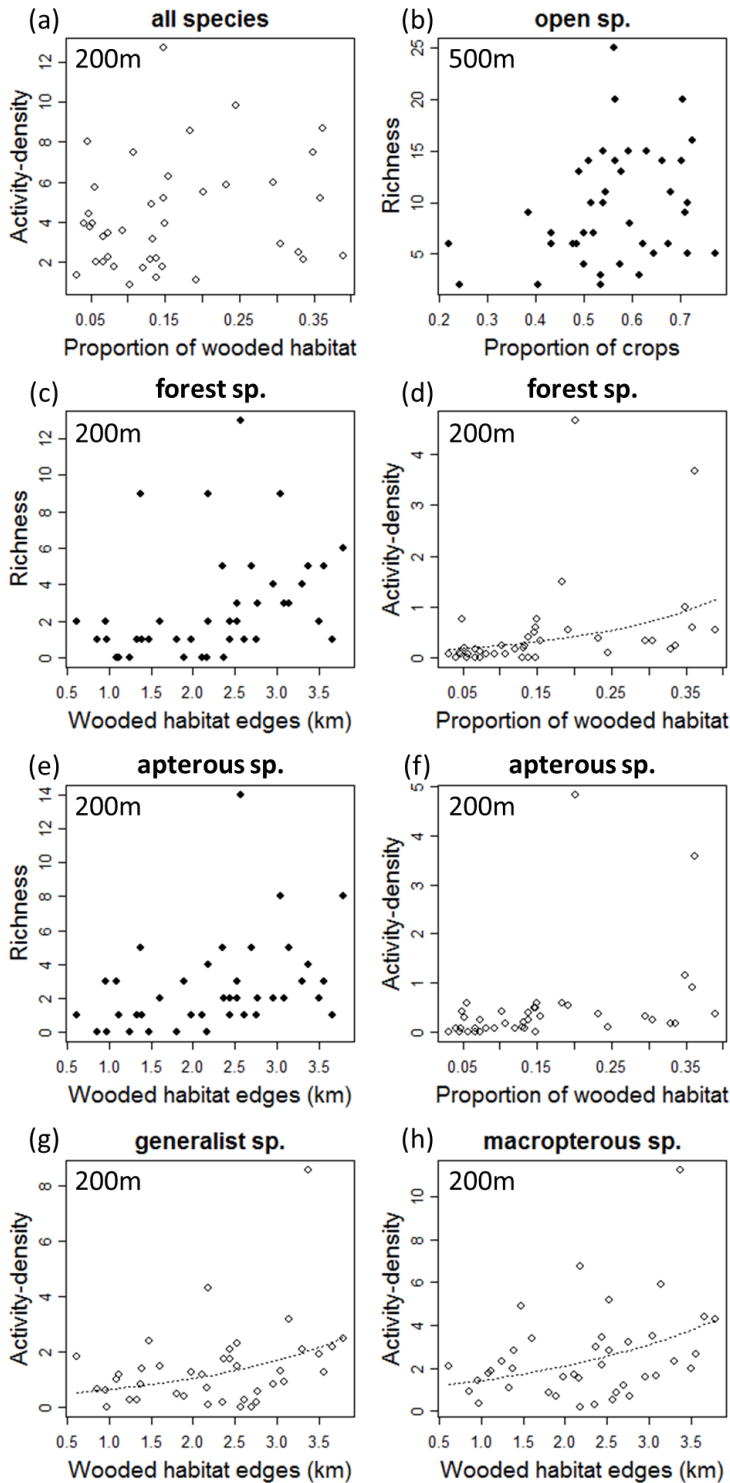 (a) all species
200m
Activity-density
12
10
8
6
4
2
0.05 0.15 0.25 0.35
Proportion of wooded habitat
(b) open sp.
500m
Richness
25
20
15
10
5
0.2 0.3 0.4 0.5 0.6 0.7
Proportion of crops
(c) forest sp.
200m
Richness
12
10
8
6
4
2
0
0.5 1.0 1.5 2.0 2.5 3.0 3.5
Wooded habitat edges (km)
(d) forest sp.
200m
Activity-density
4
3
2
1
0
0.05 0.15 0.25 0.35
Proportion of wooded habitat
(e) apterous sp.
200m
Richness
14
12
10
8
6
4
2
0
0.5 1.0 1.5 2.0 2.5 3.0 3.5
Wooded habitat edges (km)
(f) apterous sp.
200m
Activity-density
5
4
3
2
1
0
0.05 0.15 0.25 0.35
Proportion of wooded habitat
(g) generalist sp.
200m
Activity-density
8
6
4
2
0
0.5 1.0 1.5 2.0 2.5 3.0 3.5
Wooded habitat edges (km)
(h) macropterous sp.
200m
Activity-density
10
8
6
4
2
0
0.5 1.0 1.5 2.0 2.5 3.0 3.5
Wooded habitat edges (km)